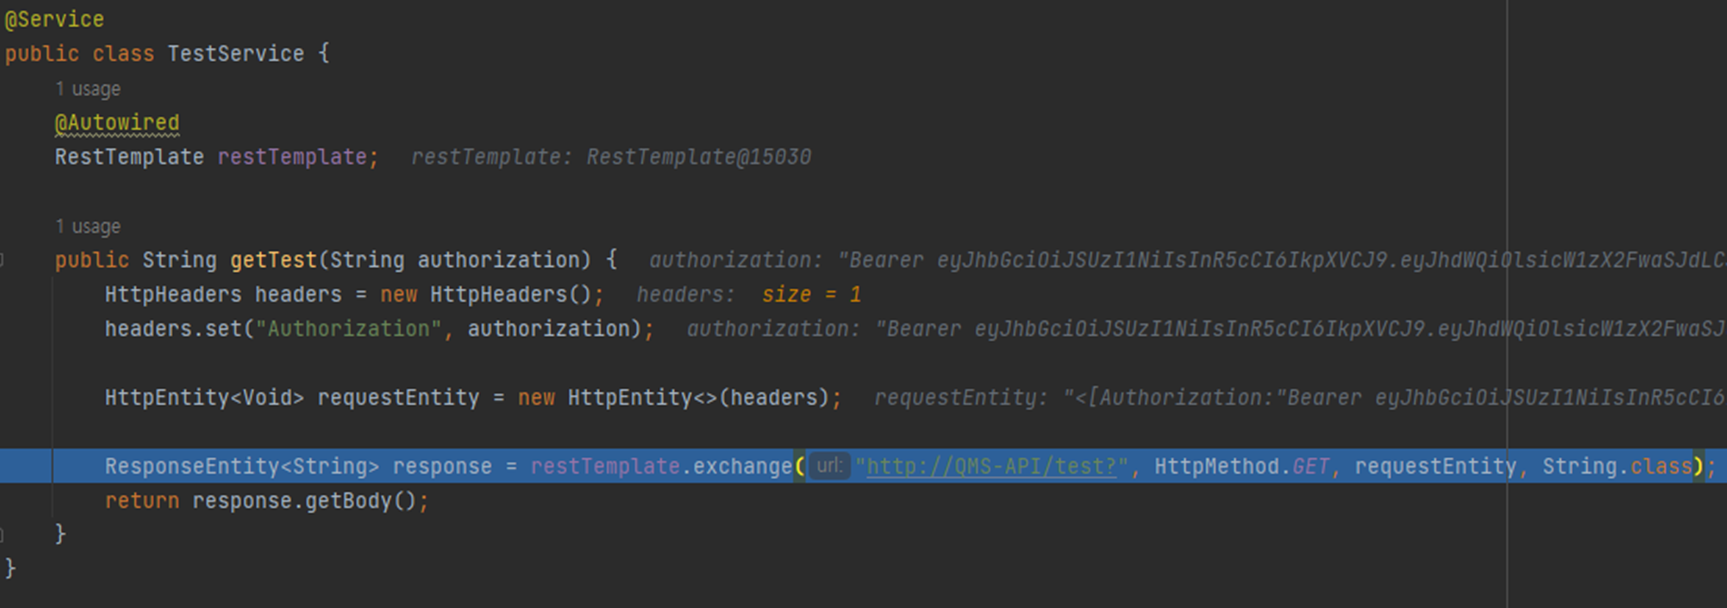 @Service
public class TestService {
1 usage
@Autowired
RestTemplate restTemplate; restTemplate: RestTemplate@15030
1 usage
public String getTest(String authorization) { authorization: "Bearer eyJhbGciOiJSUzI1NiIsInR5cCI6IkpXVCJ9.eyJhdWQiOlsicW1zX2FwaSJdLC
HttpHeaders headers = new HttpHeaders(); headers: size = 1
headers.set("Authorization", authorization); authorization: "Bearer eyJhbGciOiJSUzI1NiIsInR5cCI6IkpXVCJ9.eyJhdWQiOlsicW1zX2FwaSJ
HttpEntity<Void> requestEntity = new HttpEntity<>(headers); requestEntity: "<[Authorization:"Bearer eyJhbGciOiJSUzI1NiIsInR5cCI6
ResponseEntity<String> response = restTemplate.exchange( url: "http://QMS-API/test?", HttpMethod.GET, requestEntity, String.class);
return response.getBody();
}
}